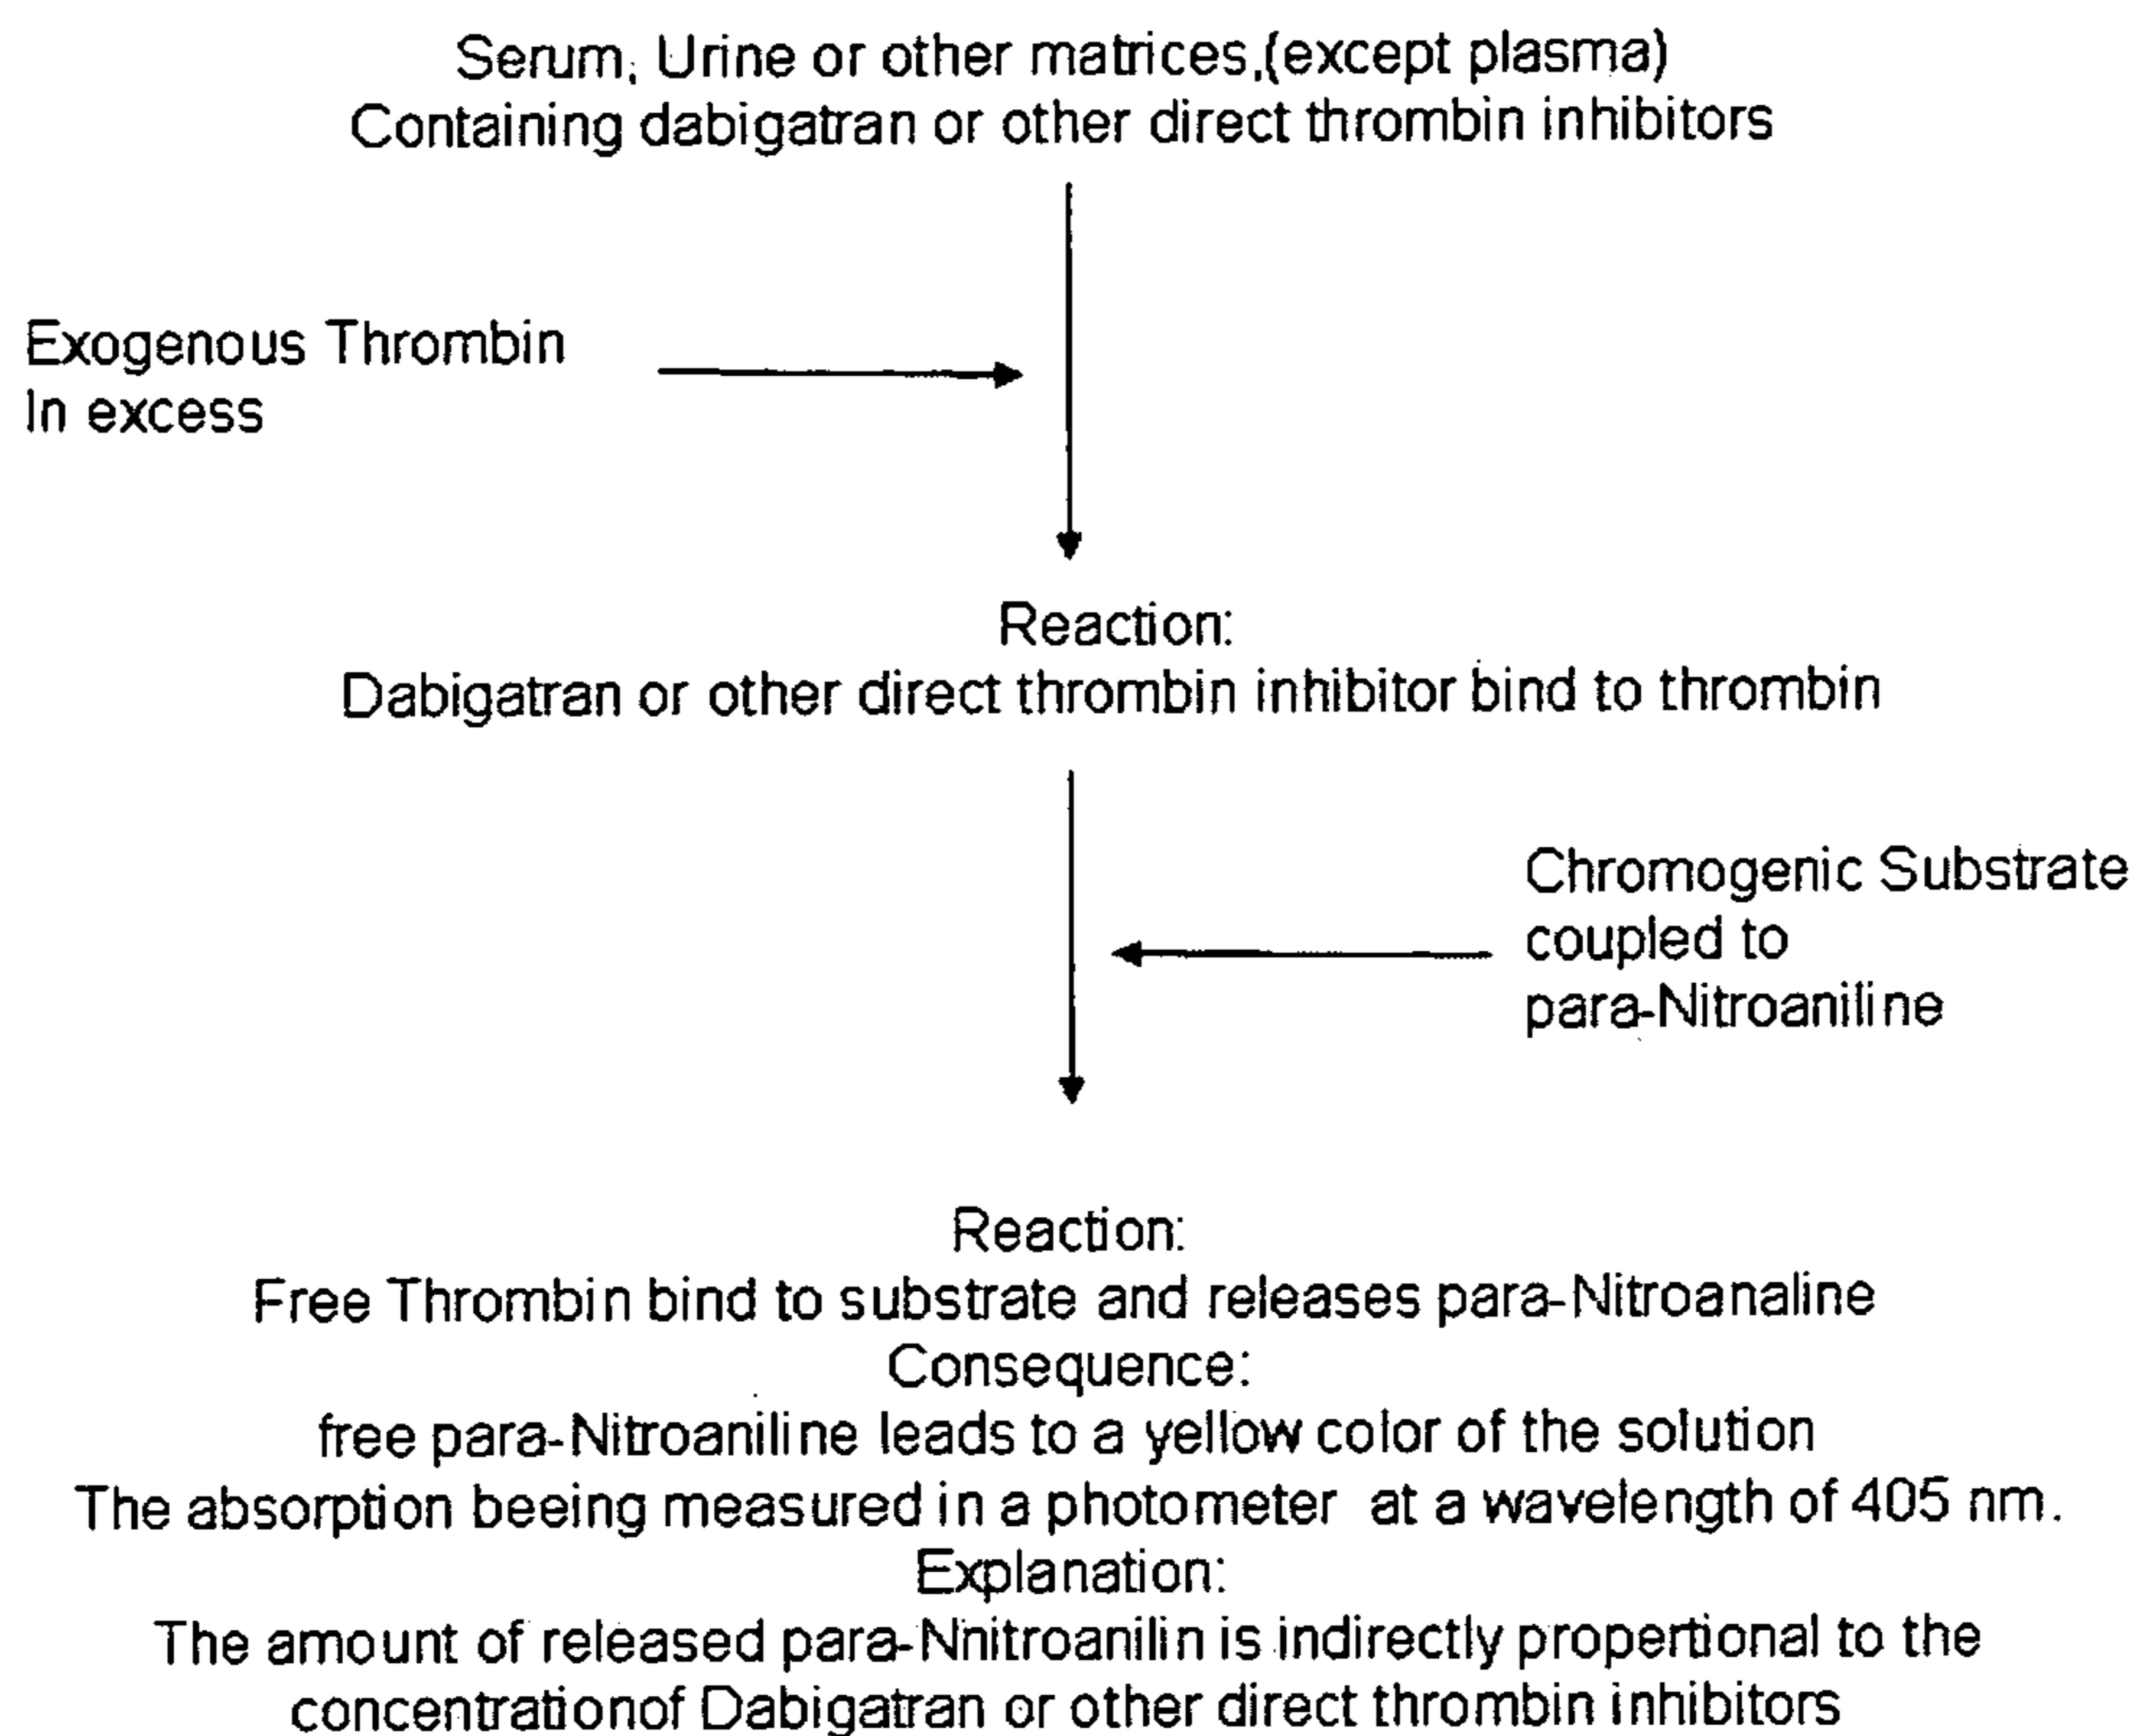 Serum, Urine or other matrices,(except plasma)
Containing dabigatran or other direct thrombin inhibitors
Exogenous Thrombin
In excess
Reaction:
Dabigatran or other direct thrombin inhibitor bind to thrombin
Chromogenic Substrate
coupled to
para-Nitroaniline
Reaction:
Free Thrombin bind to substrate and releases para-Nitroanaline
Consequence:
free para-Nitroaniline leads to a yellow color of the solution
The absorption beeing measured in a photometer at a wavelength of 405 nm.
Explanation:
The amount of released para-Nnitroanilin is indirectly propertional to the
concentrationof Dabigatran or other direct thrombin inhibitors